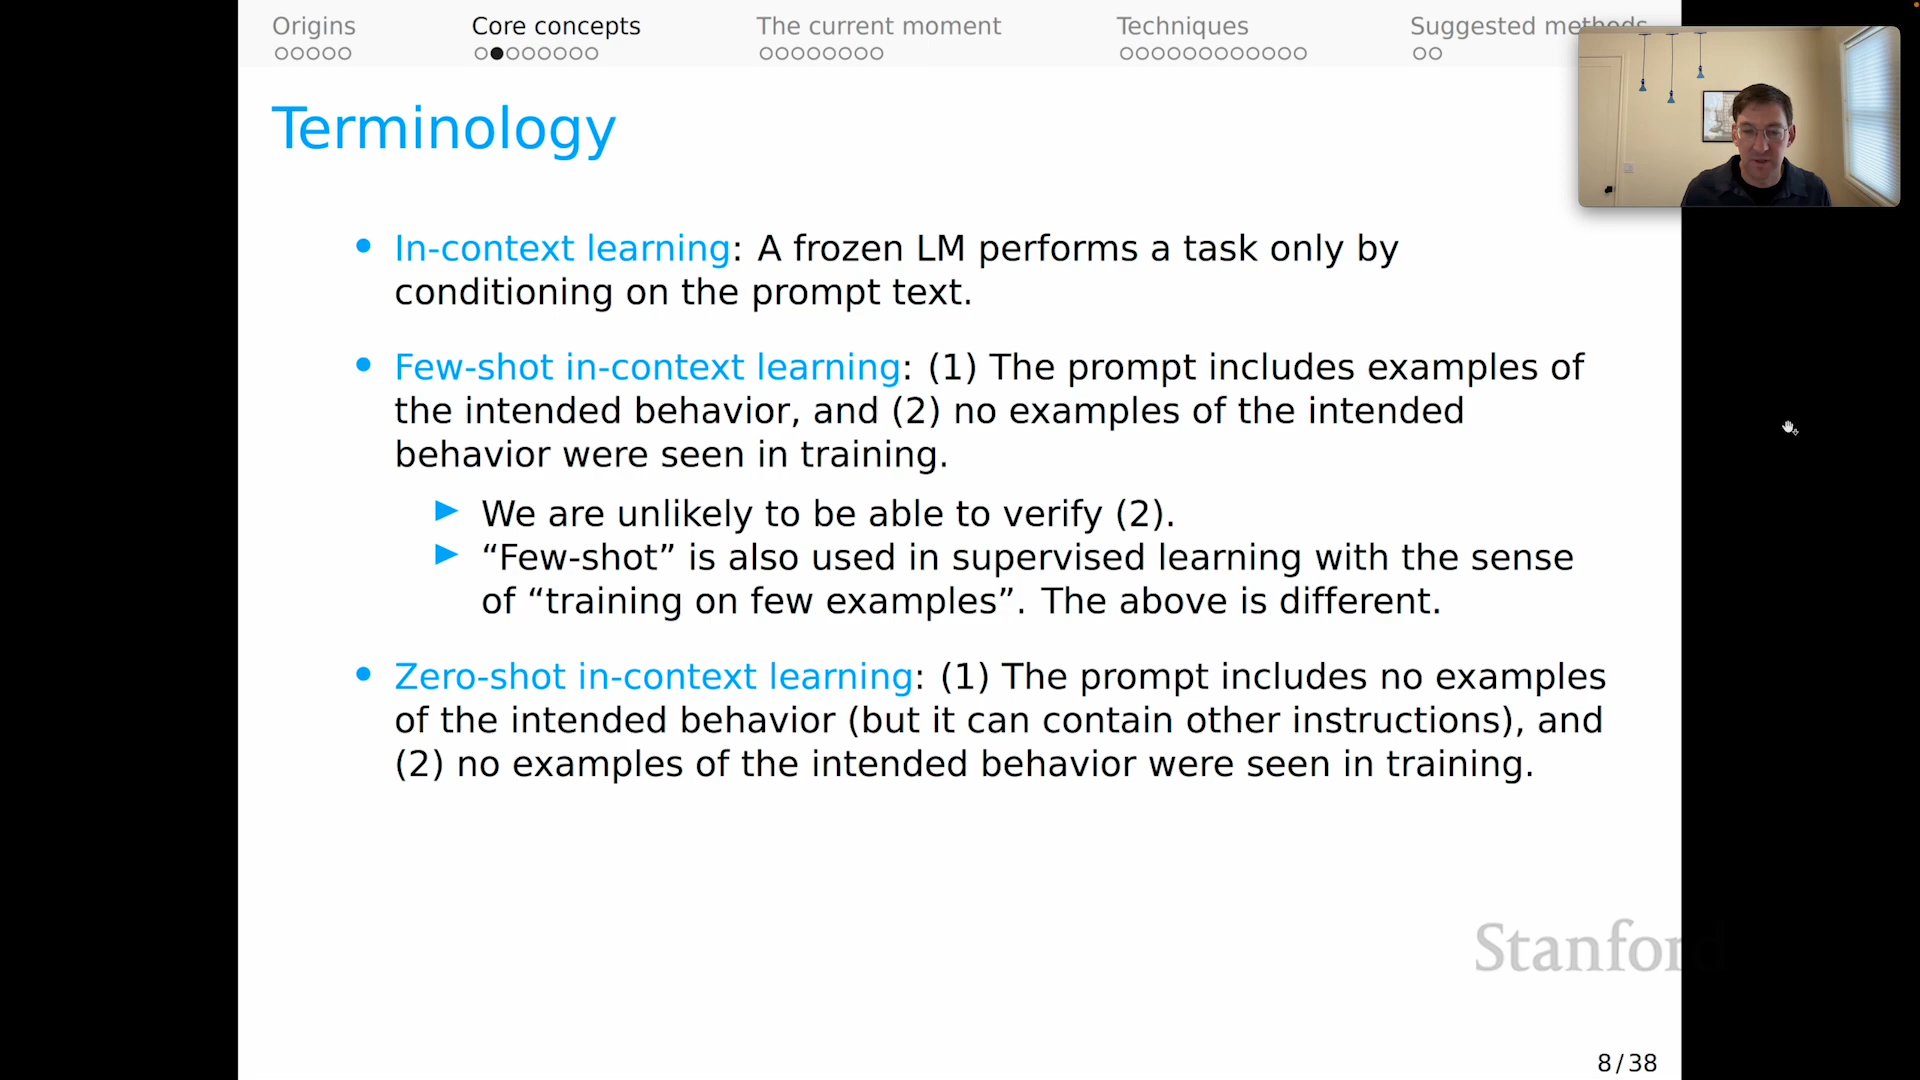 Origins
Core concepts
The current moment
Techniques
Suggested methods
Terminology
• In-context learning: A frozen LM performs a task only by
conditioning on the prompt text.
• Few-shot in-context learning: (1) The prompt includes examples of
the intended behavior, and (2) no examples of the intended
behavior were seen in training.
▶ We are unlikely to be able to verify (2).
▶ “Few-shot” is also used in supervised learning with the sense
of “training on few examples”. The above is different.
• Zero-shot in-context learning: (1) The prompt includes no examples
of the intended behavior (but it can contain other instructions), and
(2) no examples of the intended behavior were seen in training.
Stanford
8/38